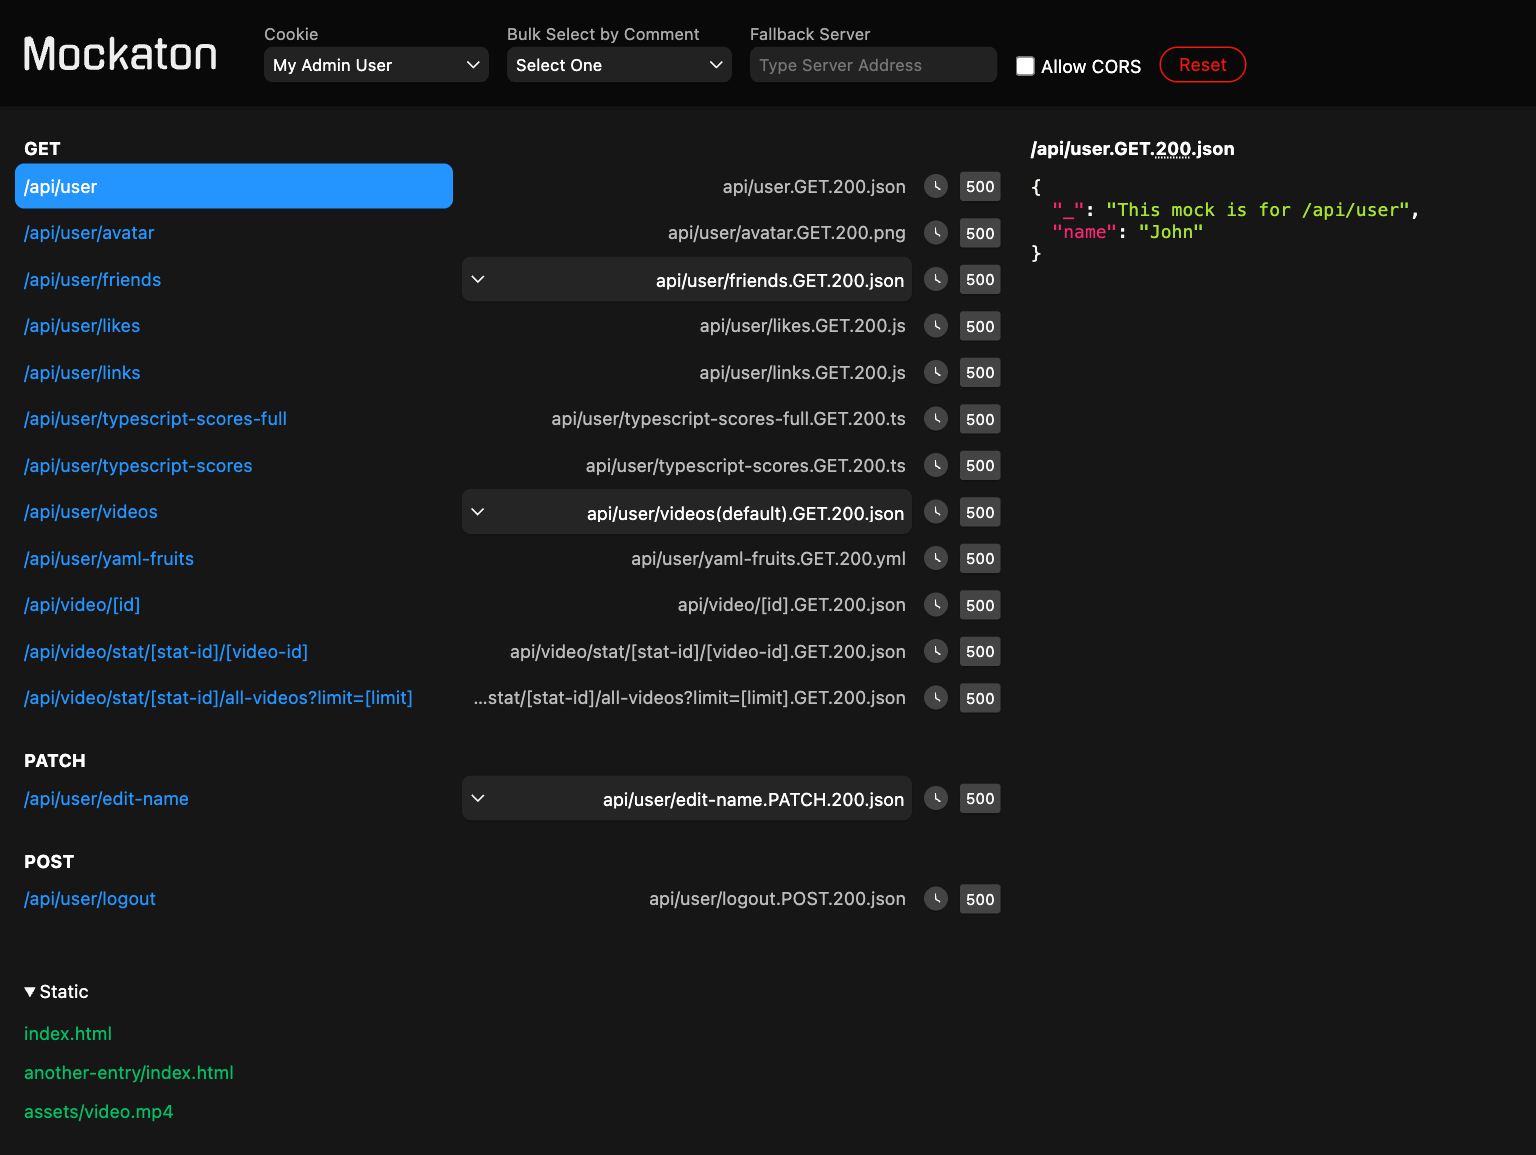 Mockaton
Cookie
My Admin User
Bulk Select by Comment
Select One
Fallback Server
Type Server Address
Allow CORS
Reset
GET
/api/user api/user.GET.200.json 500
/api/user/avatar api/user/avatar.GET.200.png 500
/api/user/friends api/user/friends.GET.200.json 500
/api/user/likes api/user/likes.GET.200.js 500
/api/user/links api/user/links.GET.200.js 500
/api/user/typescript-scores-full api/user/typescript-scores-full.GET.200.ts 500
/api/user/typescript-scores api/user/typescript-scores.GET.200.ts 500
/api/user/videos api/user/videos(default).GET.200.json 500
/api/user/yaml-fruits api/user/yaml-fruits.GET.200.yml 500
/api/video/[id] api/video/[id].GET.200.json 500
/api/video/stat/[stat-id]/[video-id] api/video/stat/[stat-id]/[video-id].GET.200.json 500
/api/video/stat/[stat-id]/all-videos?limit=[limit] ...stat/[stat-id]/all-videos?limit=[limit].GET.200.json 500
PATCH
/api/user/edit-name api/user/edit-name.PATCH.200.json 500
POST
/api/user/logout api/user/logout.POST.200.json 500
Static
index.html
another-entry/index.html
assets/video.mp4
/api/user.GET.200.json
{
"_": "This mock is for /api/user",
"name": "John"
}